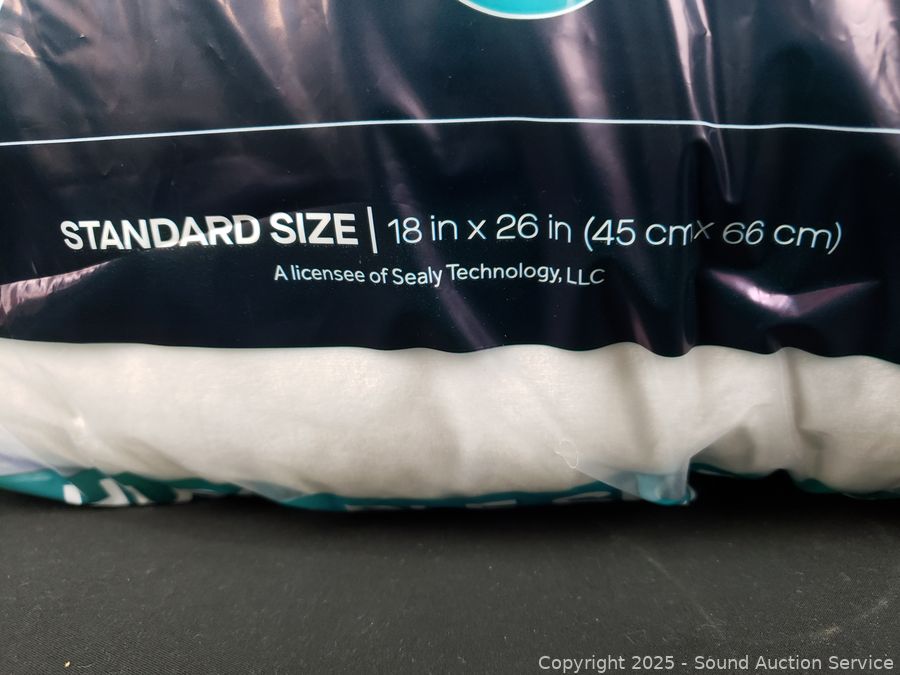 STANDARD SIZE | 18 in x 26 in (45 cm x 66 cm)
A licensee of Sealy Technology, LLC
Copyright 2025 - Sound Auction Service